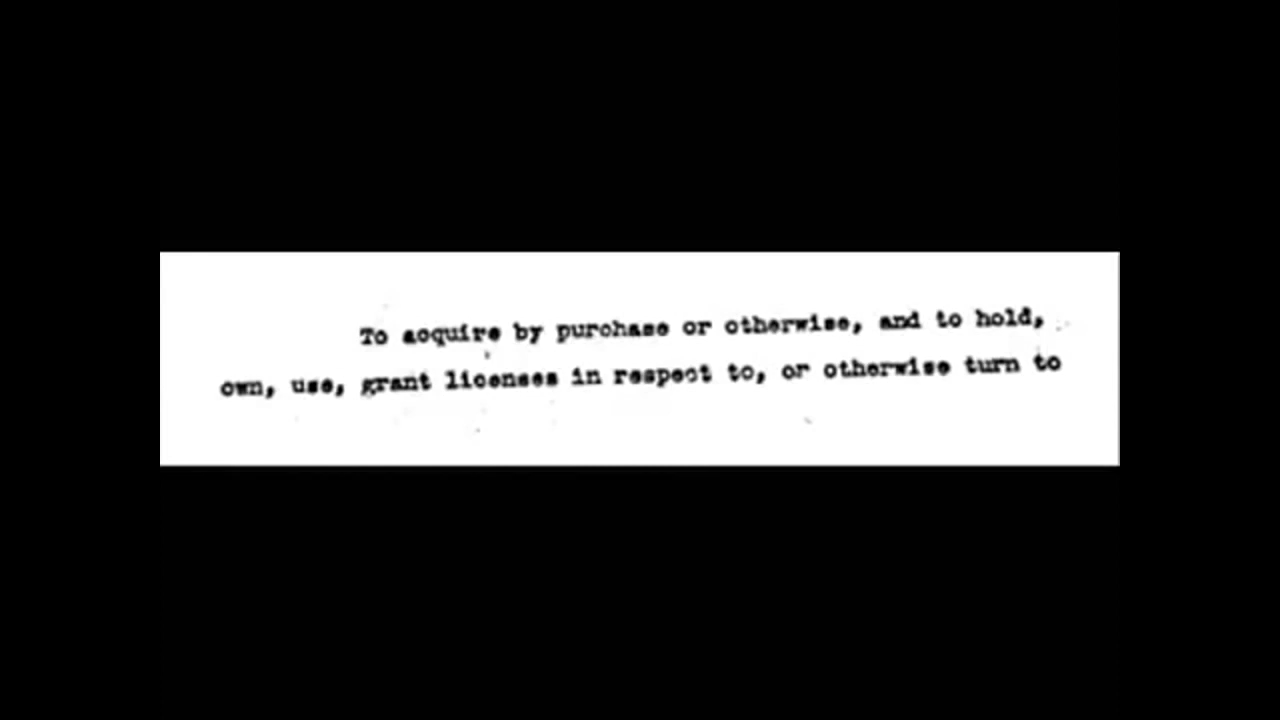 To acquire by purchase or otherwise, and to hold,
own, use, grant licenses in respect to, or otherwise turn to